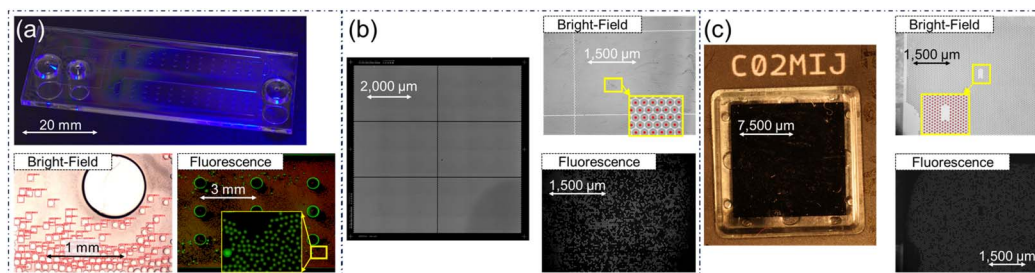 (a)
20 mm
Bright-Field
1 mm
Fluorescence
3 mm
(b)
2,000 µm
Bright-Field
1,500 µm
Fluorescence
1,500 µm
(c)
C02MIJ
7,500 µm
Bright-Field
1,500 µm
Fluorescence
1,500 µm